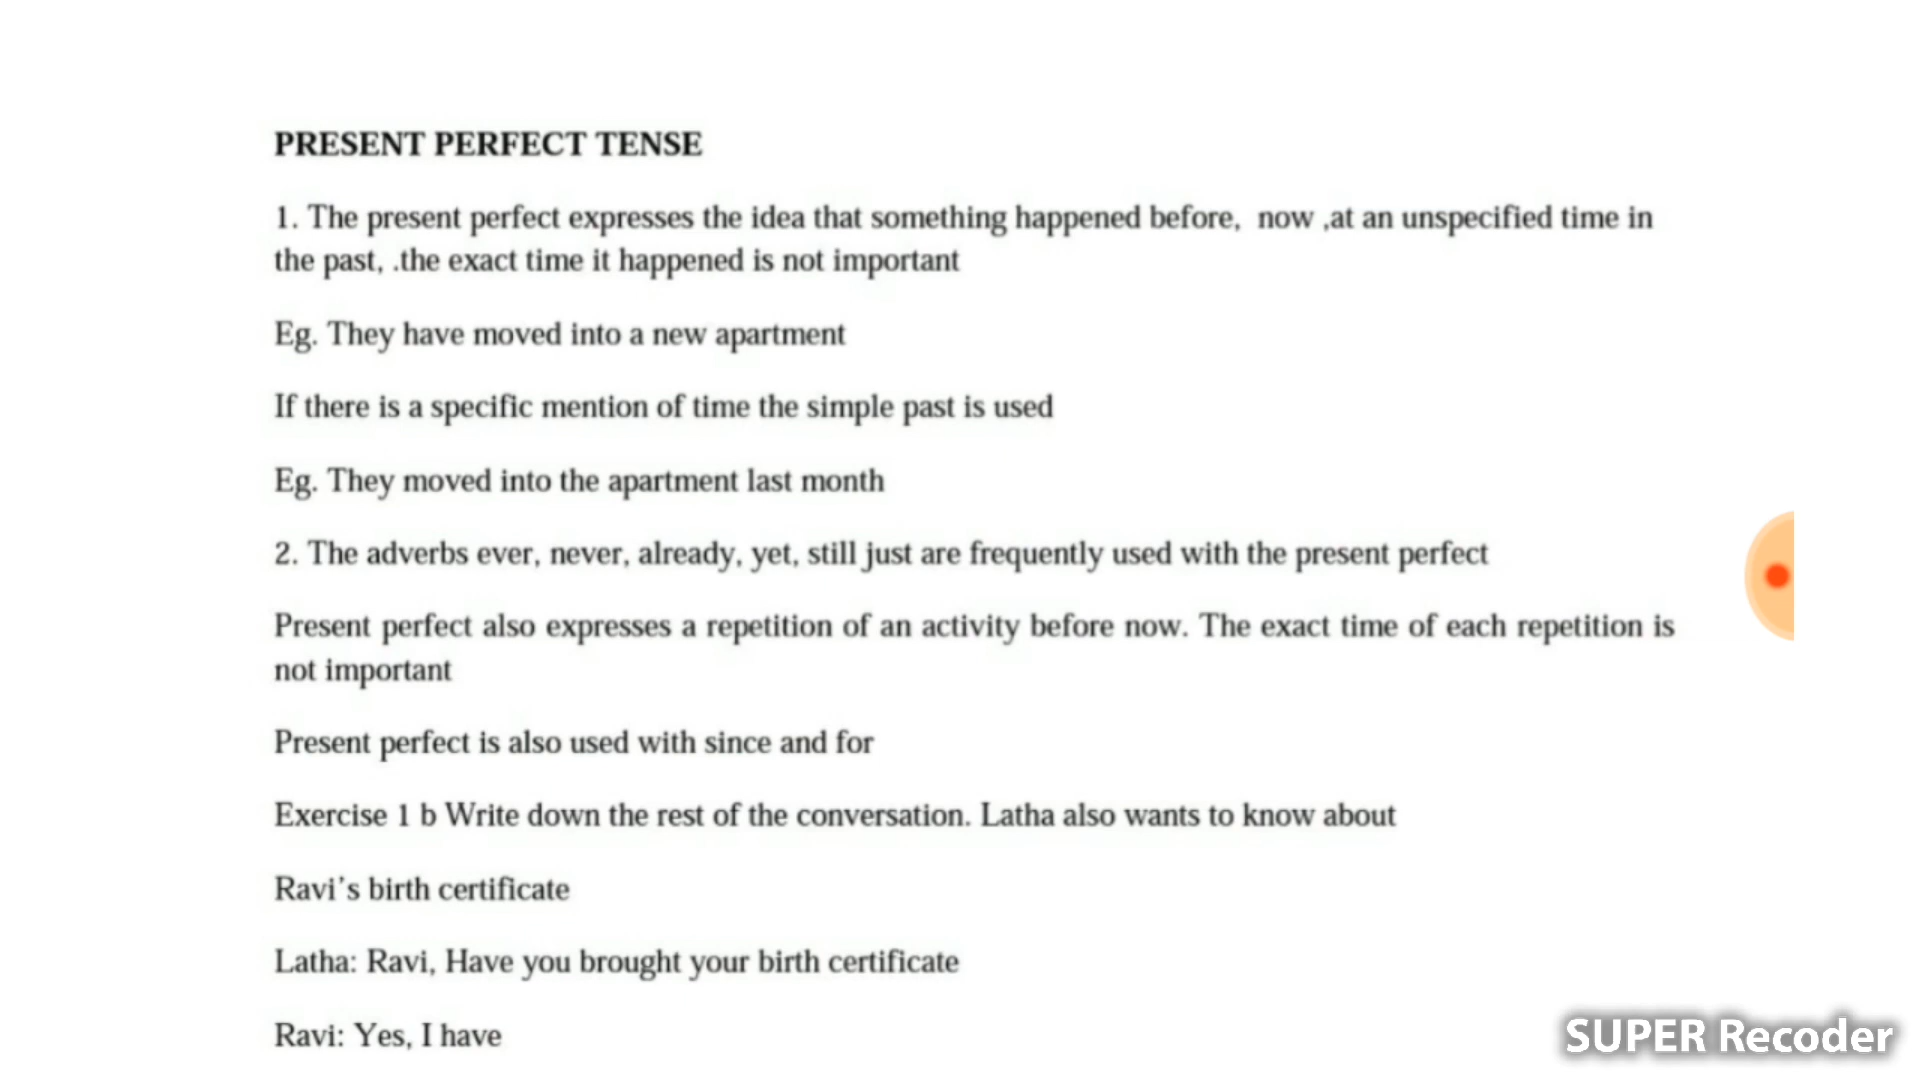 PRESENT PERFECT TENSE
1. The present perfect expresses the idea that something happened before,  now ,at an unspecified time in
the past, .the exact time it happened is not important
Eg. They have moved into a new apartment
If there is a specific mention of time the simple past is used
Eg. They moved into the apartment last month
2. The adverbs ever, never, already, yet, still just are frequently used with the present perfect
Present perfect also expresses a repetition of an activity before now. The exact time of each repetition is
not important
Present perfect is also used with since and for
Exercise 1 b Write down the rest of the conversation. Latha also wants to know about
Ravi’s birth certificate
Latha: Ravi, Have you brought your birth certificate
Ravi: Yes, I have
SUPER Recoder